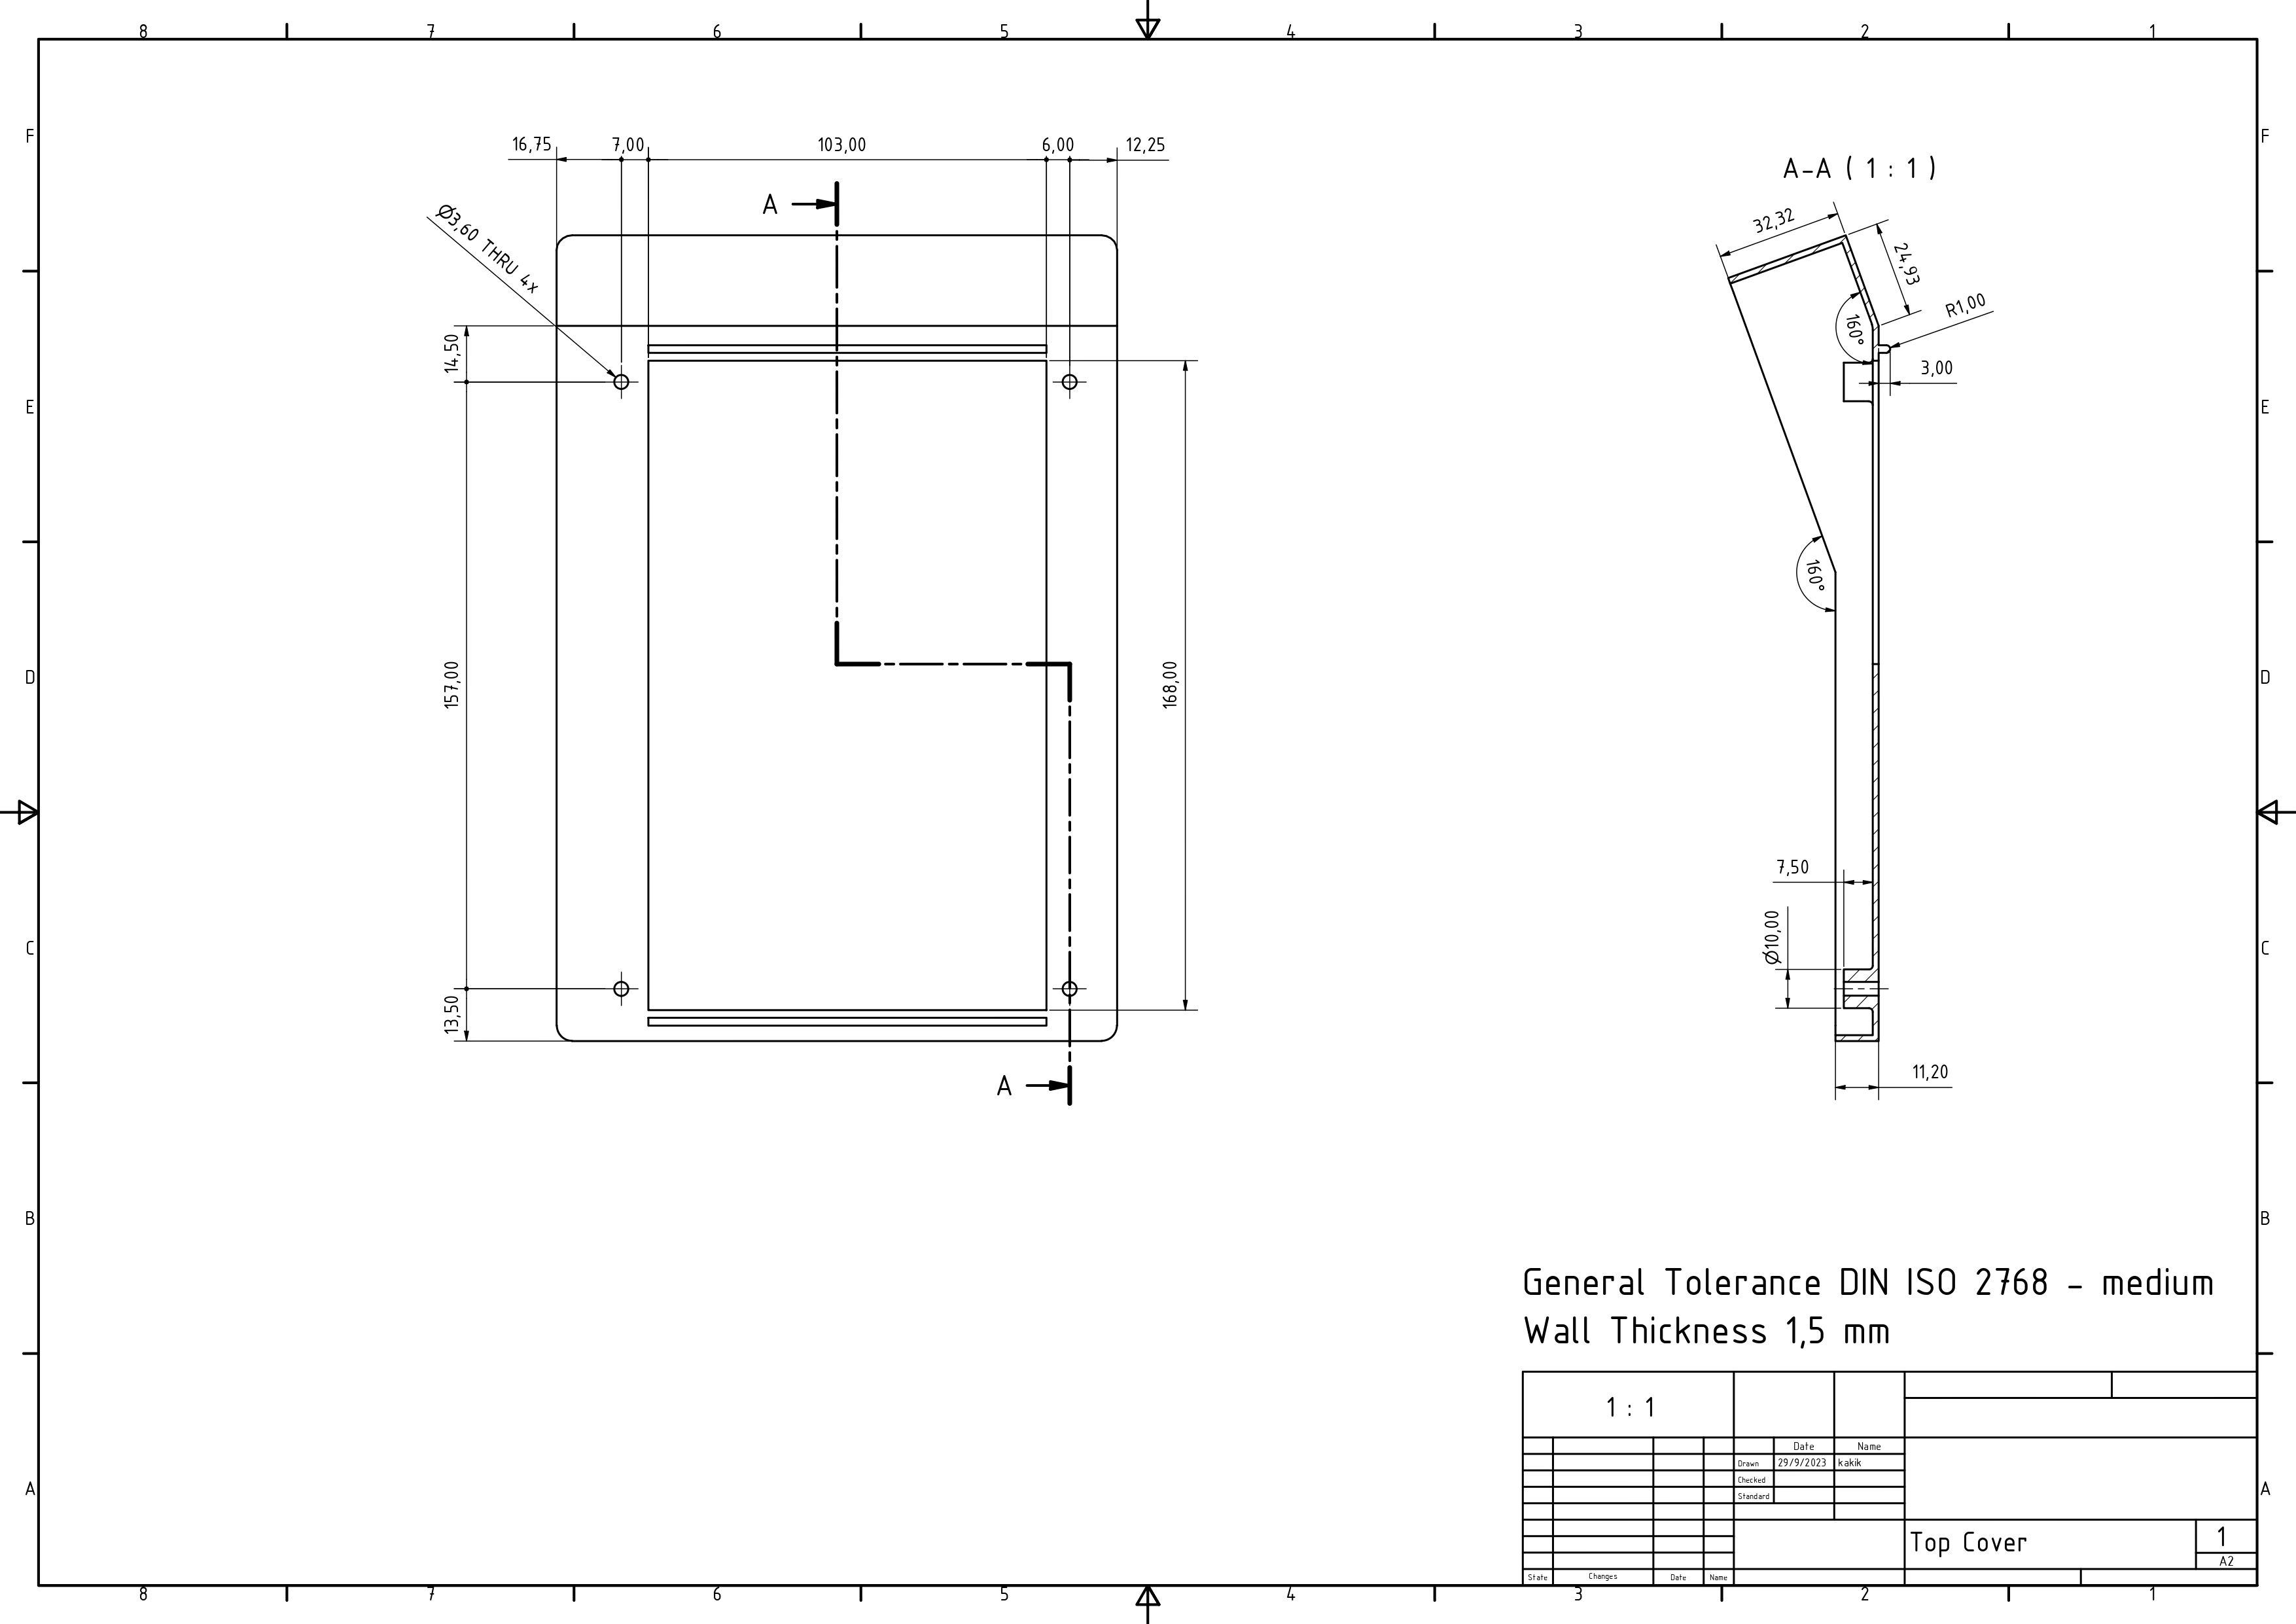 8 7 6 5 4 3 2 1
F F
E E
D D
C C
B B
A A
16,75 7,00 103,00 6,00 12,25
A
Ø3,60 THRU 4x
14,50
157,00
168,00
13,50
A
A-A ( 1 : 1 )
32,32
24,93
R1,00
160°
3,00
160°
7,50
Ø10,00
11,20
General Tolerance DIN ISO 2768 - medium
Wall Thickness 1,5 mm
1 : 1
Date Name
Drawn 29/9/2023 kakik
Checked
Standard
Top Cover 1
A2
State Changes Date Name
8 7 6 5 4 3 2 1